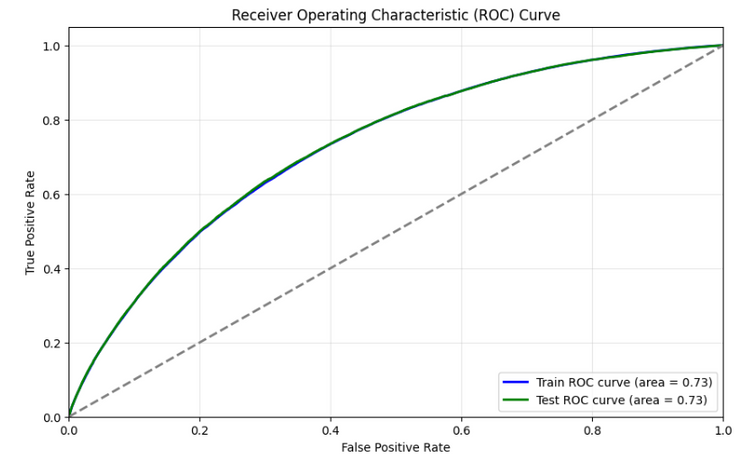 Receiver Operating Characteristic (ROC) Curve
True Positive Rate
1.0
0.8
0.6
0.4
0.2
0.0
0.0 0.2 0.4 0.6 0.8 1.0
False Positive Rate
Train ROC curve (area = 0.73)
Test ROC curve (area = 0.73)